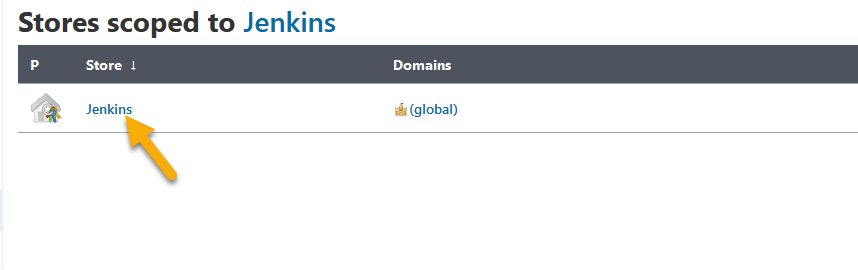 Stores scoped to Jenkins
P Store ↓ Domains
Jenkins (global)